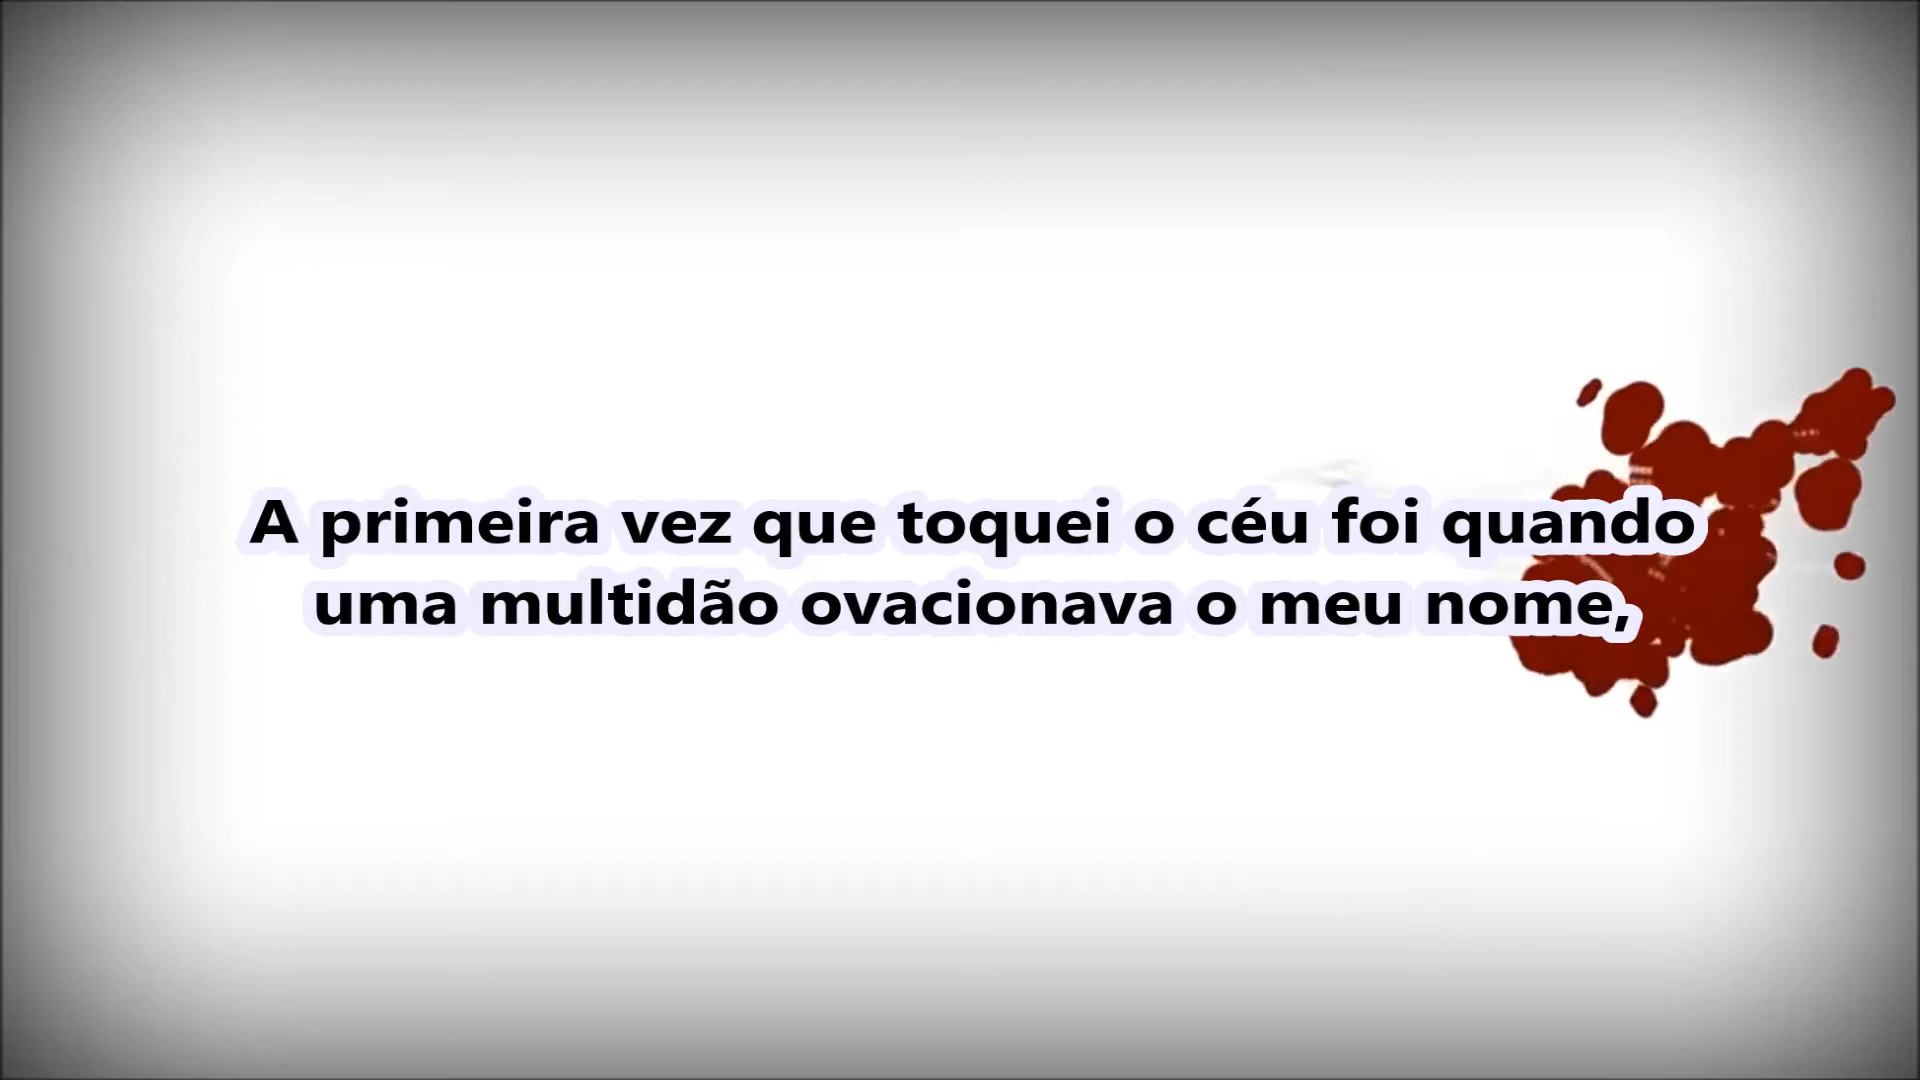 A primeira vez que toquei o céu foi quando
uma multidão ovacionava o meu nome,